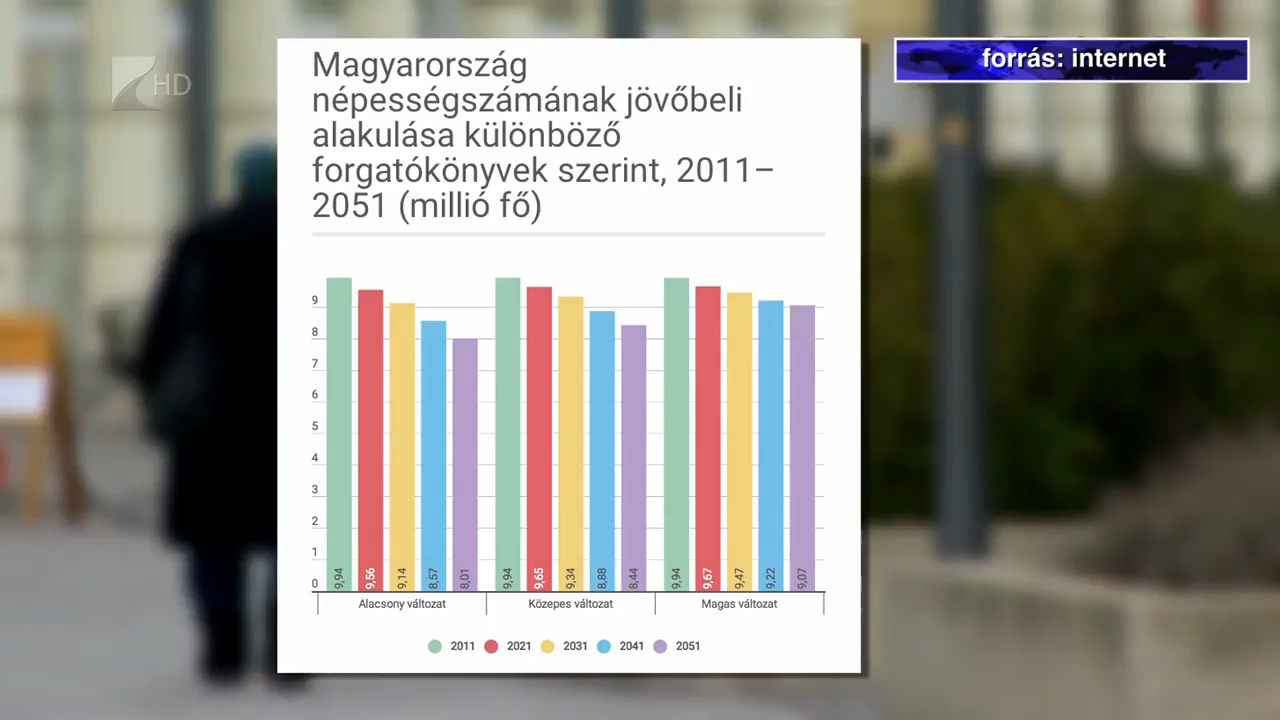 HD
forrás: internet
Magyarország
népességszámának jövőbeli
alakulása különböző
forgatókönyvek szerint, 2011–
2051 (millió fő)
9
8
7
6
5
4
3
2
1
0
9,94 9,56 9,14 8,57 8,01 9,94 9,65 9,34 8,88 8,44 9,94 9,67 9,47 9,22 9,07
Alacsony változat Közepes változat Magas változat
2011 2021 2031 2041 2051